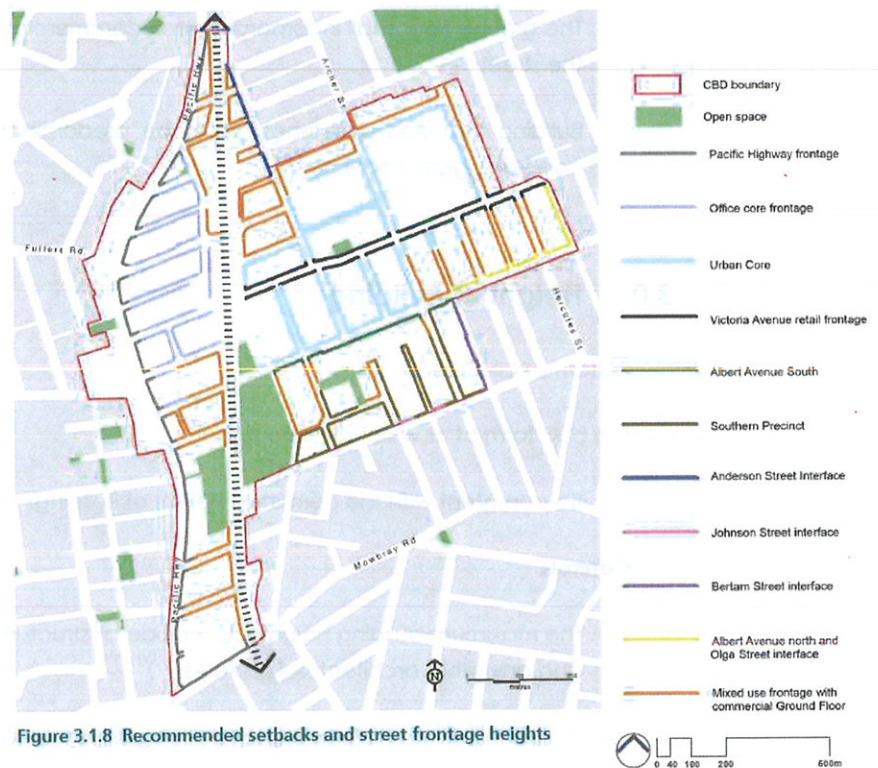 Pacific Hwy
Archer St
Fullers Rd
Hercules St
Mowbray Rd
Pacific Hwy
N
metres
CBD boundary
Open space
Pacific Highway frontage
Office core frontage
Urban Core
Victoria Avenue retail frontage
Albert Avenue South
Southern Precinct
Anderson Street Interface
Johnson Street interface
Bertam Street interface
Albert Avenue north and
Olga Street interface
Mixed use frontage with
commercial Ground Floor
0 40 100 200 500m
Figure 3.1.8 Recommended setbacks and street frontage heights